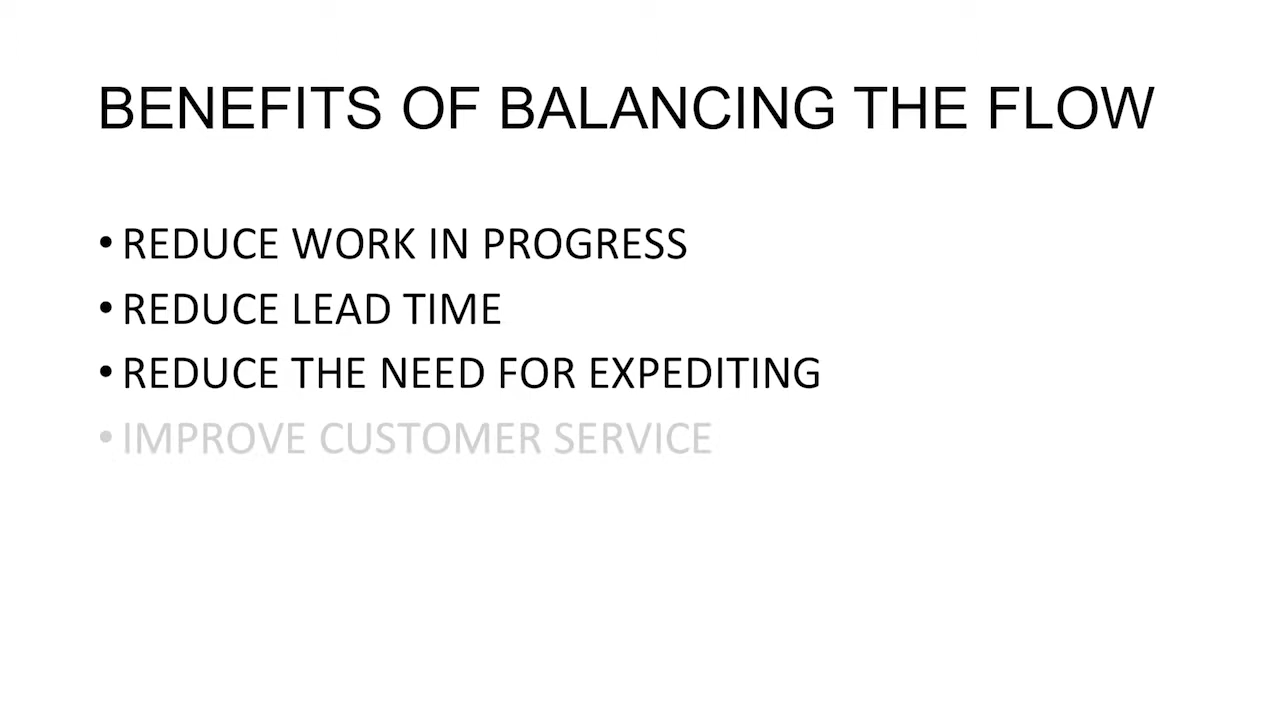 BENEFITS OF BALANCING THE FLOW
• REDUCE WORK IN PROGRESS
• REDUCE LEAD TIME
• REDUCE THE NEED FOR EXPEDITING
• IMPROVE CUSTOMER SERVICE